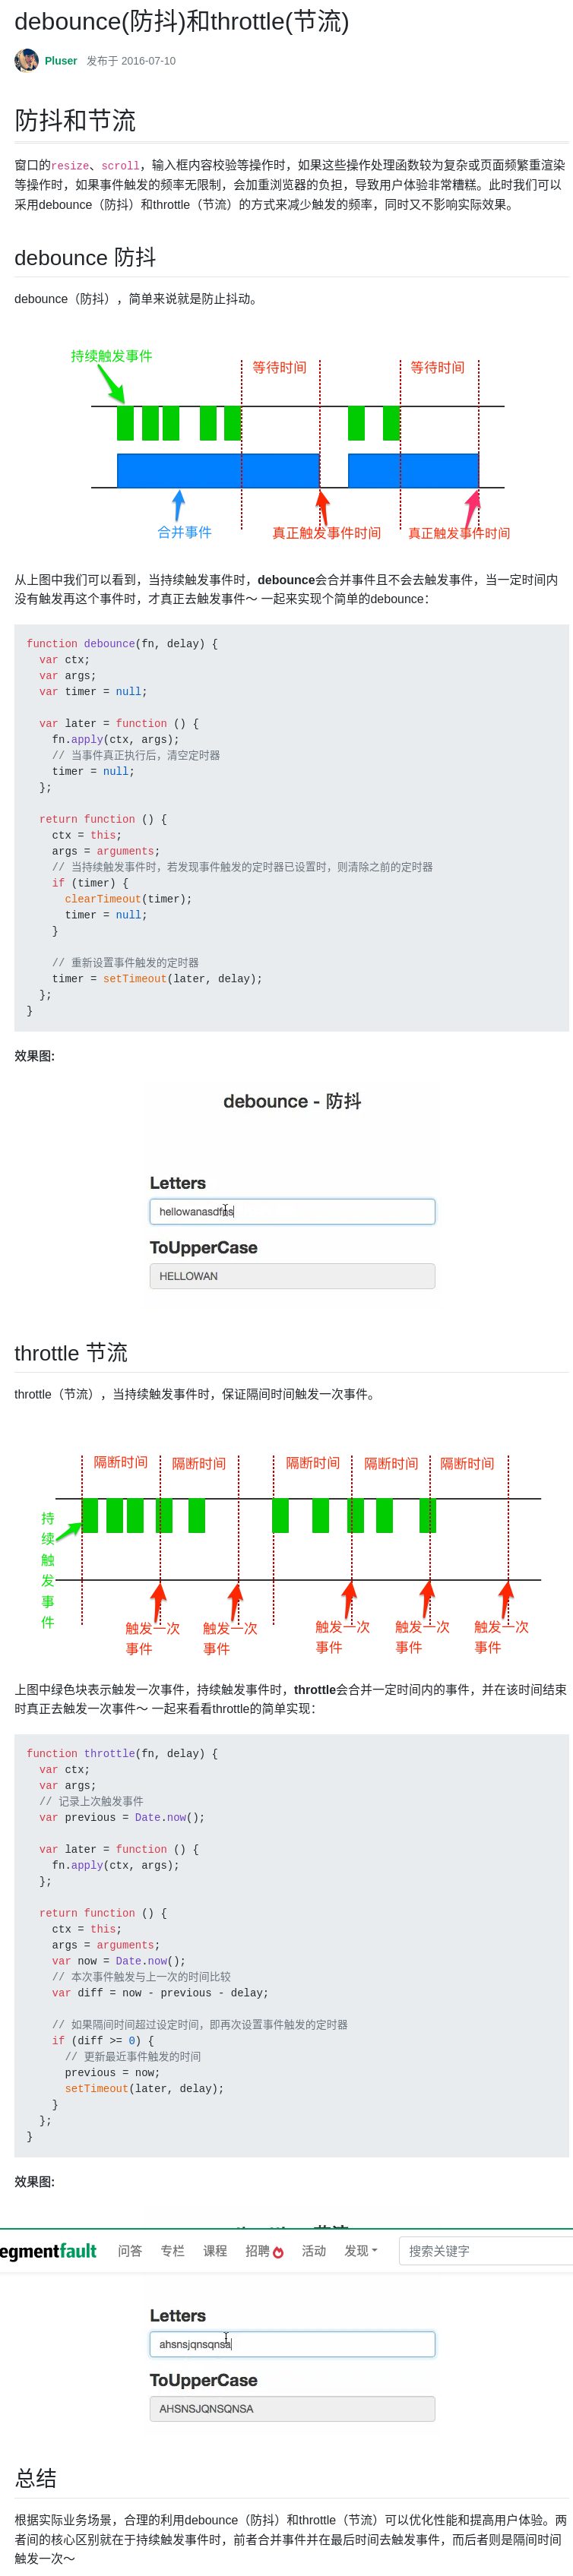 debounce(防抖)和throttle(节流)
Pluser 发布于 2016-07-10
防抖和节流
窗口的resize、scroll，输入框内容校验等操作时，如果这些操作处理函数较为复杂或页面频繁重渲染
等操作时，如果事件触发的频率无限制，会加重浏览器的负担，导致用户体验非常糟糕。此时我们可以
采用debounce（防抖）和throttle（节流）的方式来减少触发的频率，同时又不影响实际效果。
debounce 防抖
debounce（防抖），简单来说就是防止抖动。
持续触发事件
等待时间 等待时间
合并事件 真正触发事件时间 真正触发事件时间
从上图中我们可以看到，当持续触发事件时，debounce会合并事件且不会去触发事件，当一定时间内
没有触发再这个事件时，才真正去触发事件～ 一起来实现个简单的debounce：
function debounce(fn, delay) {
  var ctx;
  var args;
  var timer = null;

  var later = function () {
    fn.apply(ctx, args);
    // 当事件真正执行后，清空定时器
    timer = null;
  };

  return function () {
    ctx = this;
    args = arguments;
    // 当持续触发事件时，若发现事件触发的定时器已设置时，则清除之前的定时器
    if (timer) {
      clearTimeout(timer);
      timer = null;
    }

    // 重新设置事件触发的定时器
    timer = setTimeout(later, delay);
  };
}
效果图:
debounce - 防抖
Letters
hellowanasdfns
ToUpperCase
HELLOWAN
throttle 节流
throttle（节流），当持续触发事件时，保证隔间时间触发一次事件。
隔断时间 隔断时间 隔断时间 隔断时间 隔断时间
持
续
触
发
事
件
触发一次 触发一次 触发一次 触发一次 触发一次
事件 事件 事件 事件 事件
上图中绿色块表示触发一次事件，持续触发事件时，throttle会合并一定时间内的事件，并在该时间结束
时真正去触发一次事件～ 一起来看看throttle的简单实现：
function throttle(fn, delay) {
  var ctx;
  var args;
  // 记录上次触发事件
  var previous = Date.now();

  var later = function () {
    fn.apply(ctx, args);
  };

  return function () {
    ctx = this;
    args = arguments;
    var now = Date.now();
    // 本次事件触发与上一次的时间比较
    var diff = now - previous - delay;

    // 如果隔间时间超过设定时间，即再次设置事件触发的定时器
    if (diff >= 0) {
      // 更新最近事件触发的时间
      previous = now;
      setTimeout(later, delay);
    }
  };
}
效果图:
egmentfault 问答 专栏 课程 招聘 活动 发现 搜索关键字
Letters
ahsnsjqnsqnsa
ToUpperCase
AHSNSJQNSQNSA
总结
根据实际业务场景，合理的利用debounce（防抖）和throttle（节流）可以优化性能和提高用户体验。两
者间的核心区别就在于持续触发事件时，前者合并事件并在最后时间去触发事件，而后者则是隔间时间
触发一次～